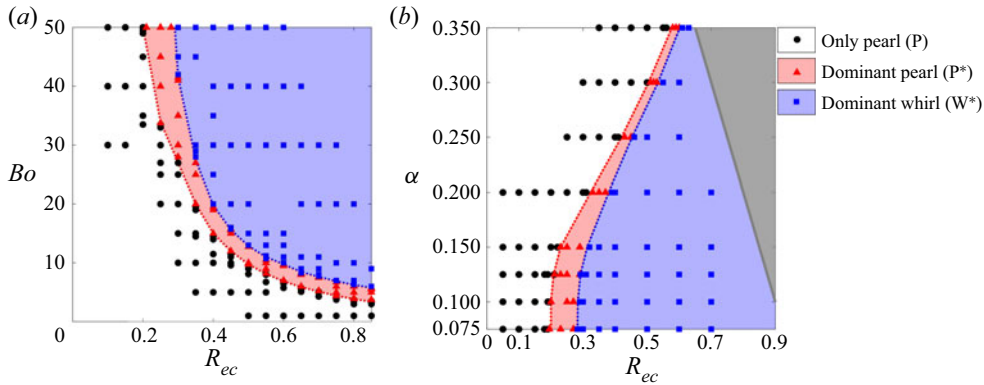 (a)
50
40
30
Bo
20
10
0
0.2
0.4
0.6
0.8
R_ec
(b)
0.350
0.300
0.250
α
0.200
0.150
0.100
0.075
0
0.1
0.3
0.5
0.7
0.9
R_ec
Only pearl (P)
Dominant pearl (P*)
Dominant whirl (W*)